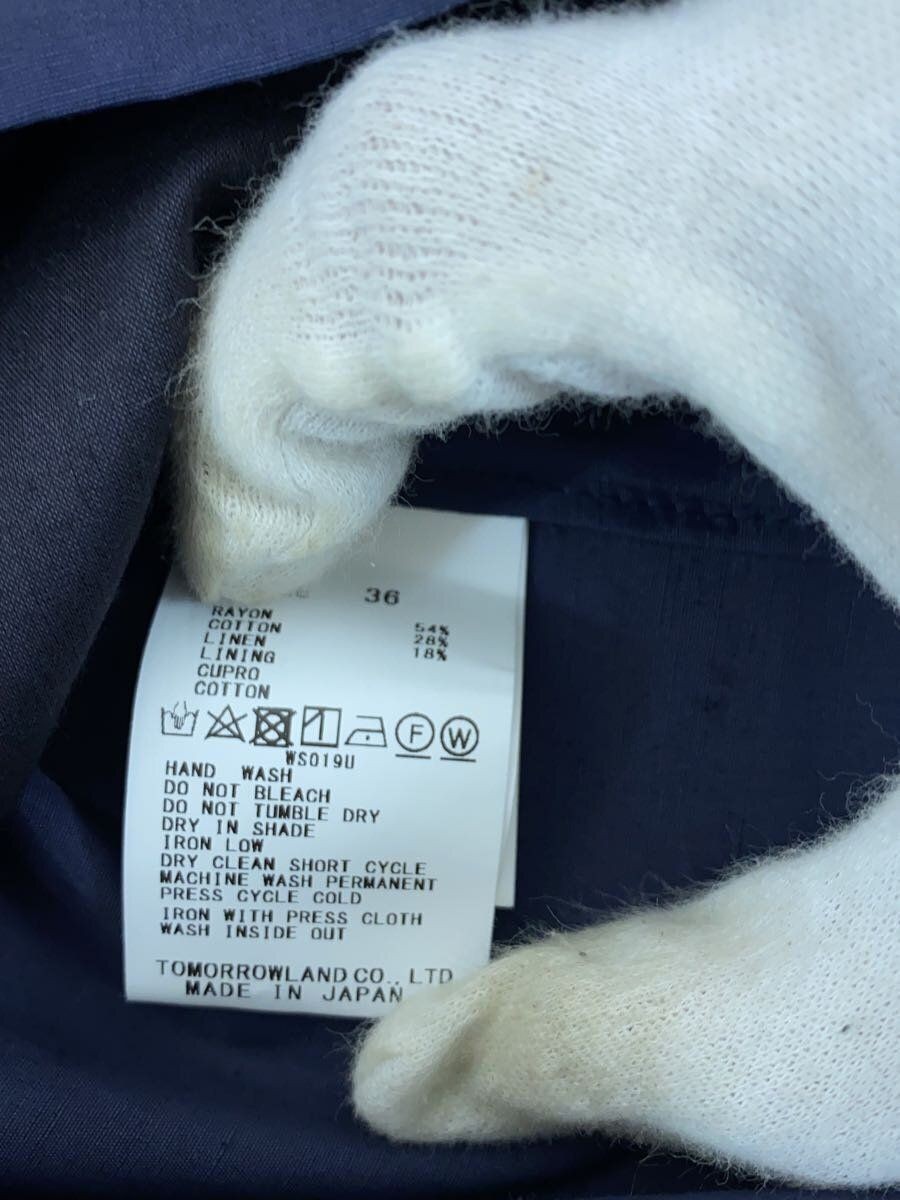 36
RAYON
COTTON 54%
LINEN 28%
LINING 18%
CUPRO
COTTON
F W
WS019U
HAND WASH
DO NOT BLEACH
DO NOT TUMBLE DRY
DRY IN SHADE
IRON LOW
DRY CLEAN SHORT CYCLE
MACHINE WASH PERMANENT
PRESS CYCLE COLD
IRON WITH PRESS CLOTH
WASH INSIDE OUT
TOMORROWLAND CO., LTD
MADE IN JAPAN